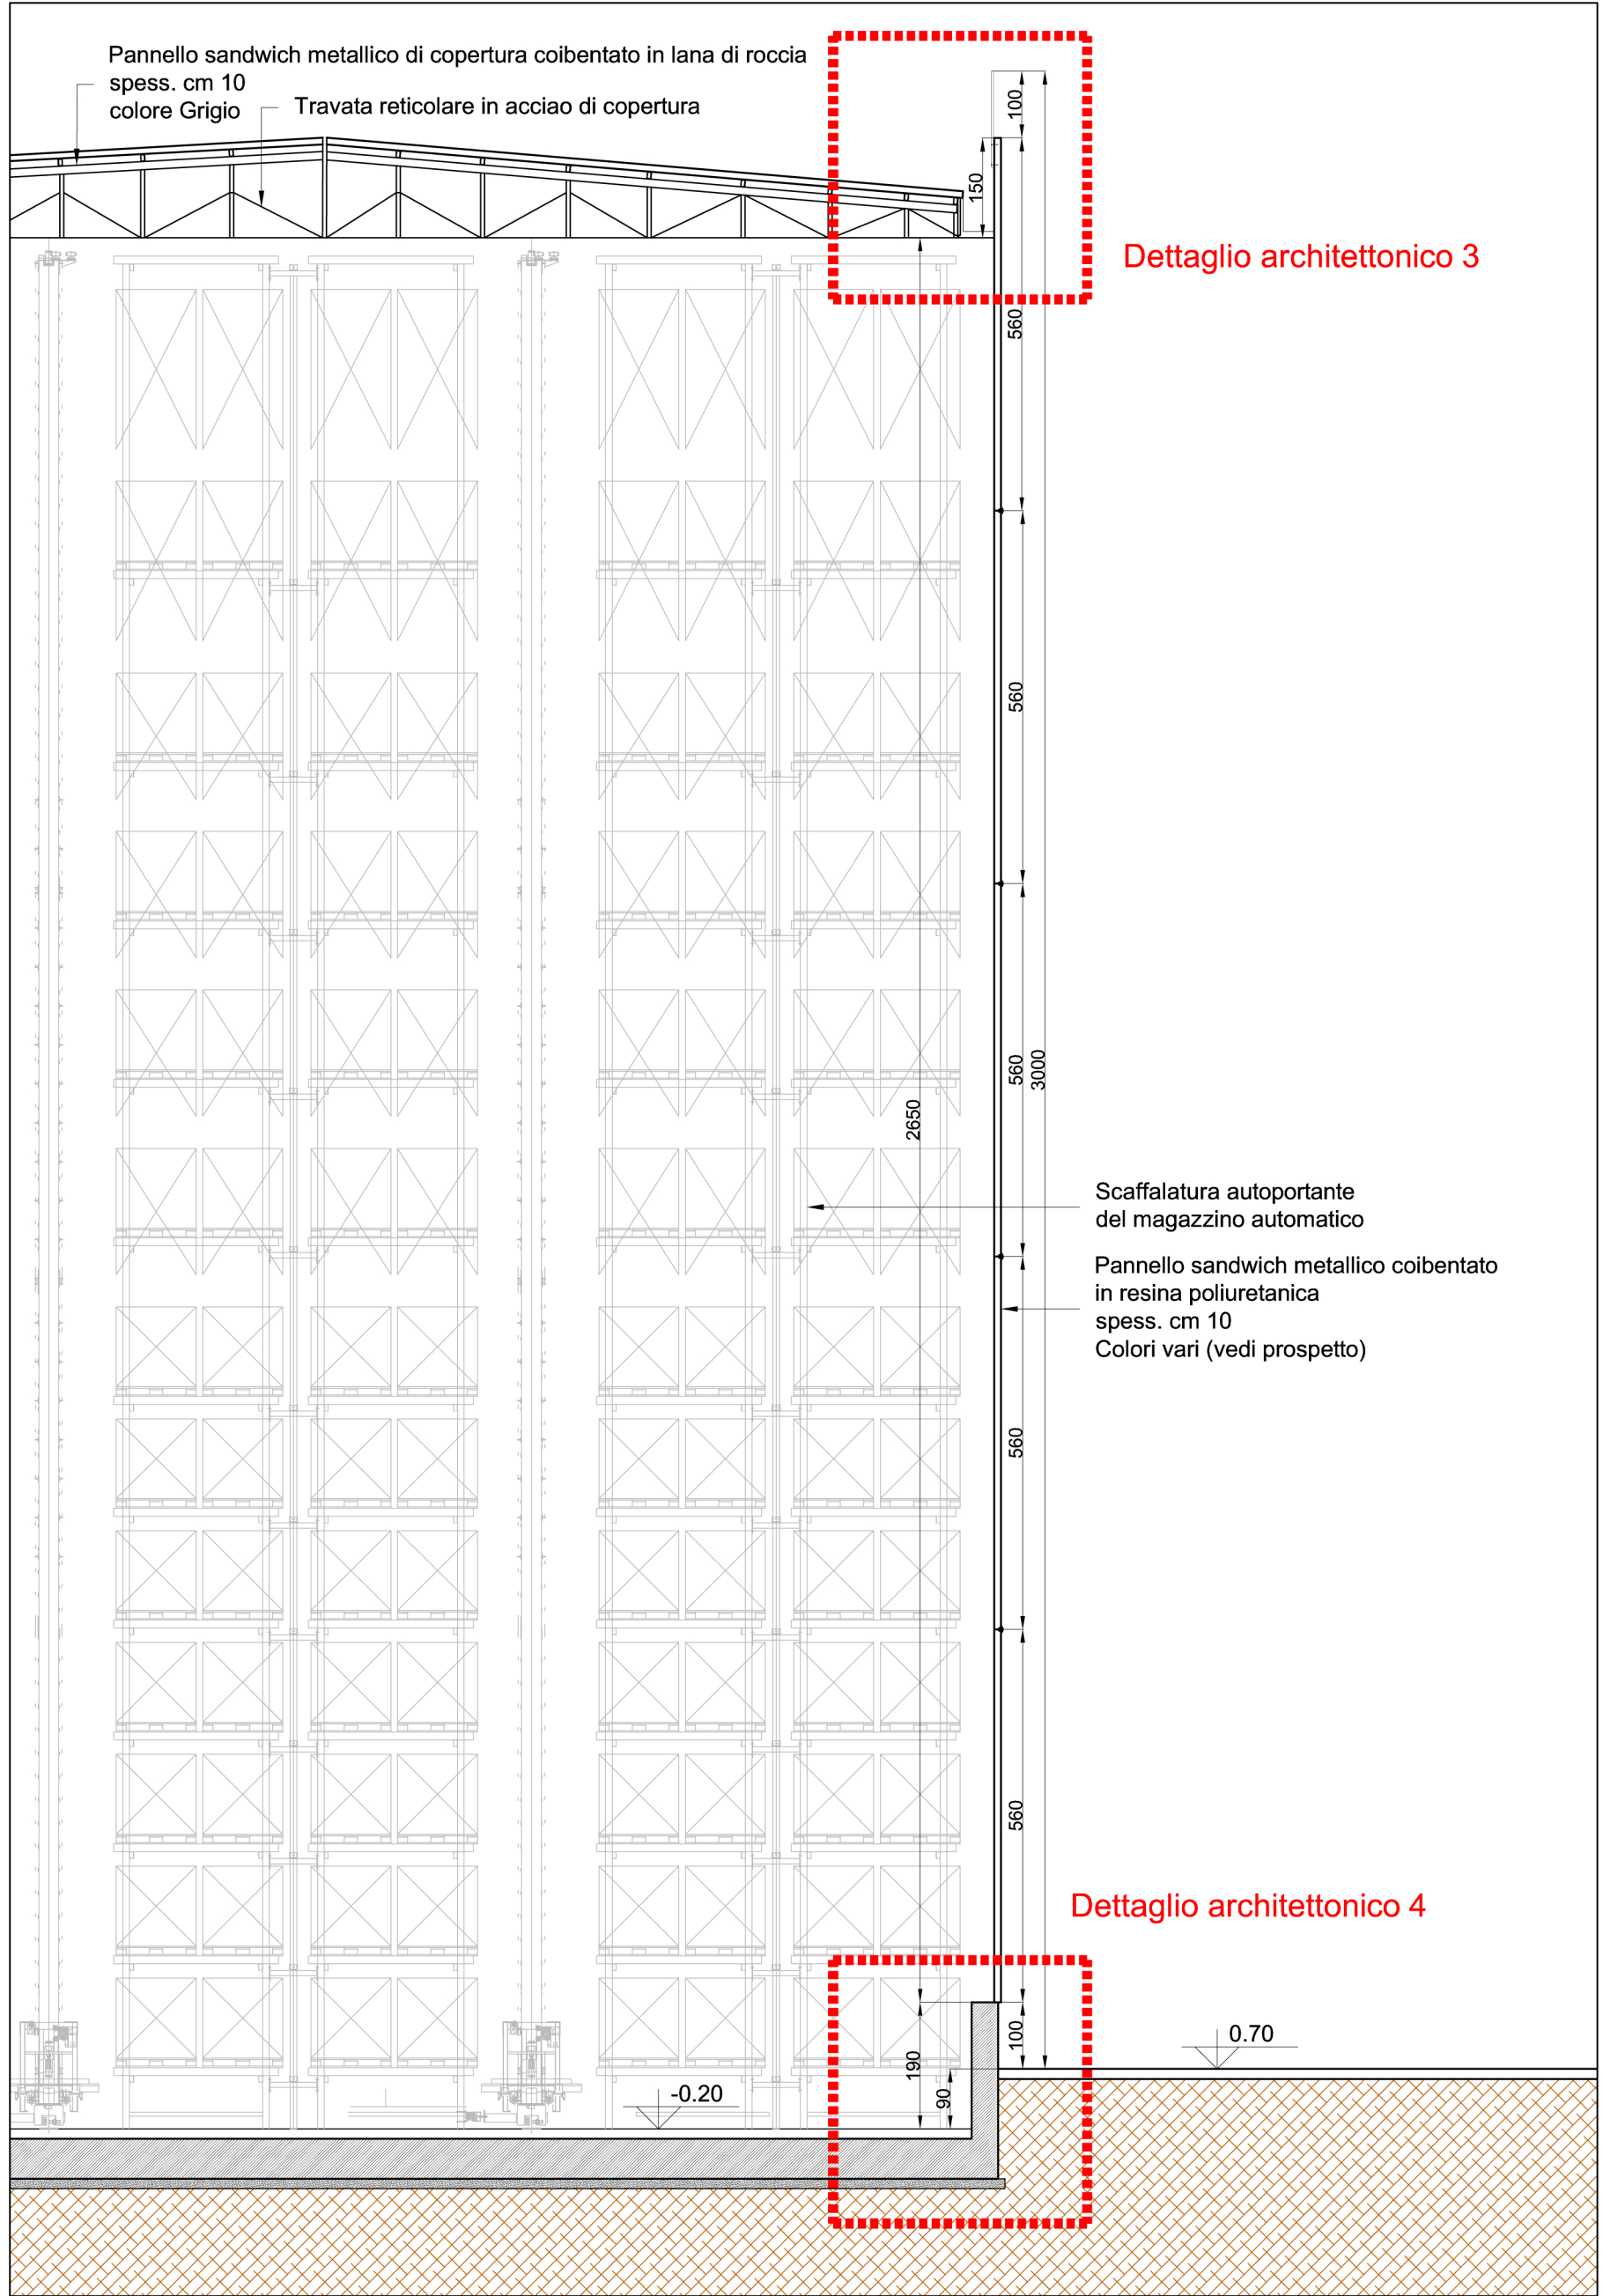 Pannello sandwich metallico di copertura coibentato in lana di roccia
spess. cm 10
colore Grigio
Travata reticolare in acciao di copertura
100
150
Dettaglio architettonico 3
560
560
560
3000
2650
Scaffalatura autoportante
del magazzino automatico
Pannello sandwich metallico coibentato
in resina poliuretanica
spess. cm 10
Colori vari (vedi prospetto)
560
560
Dettaglio architettonico 4
100
190
90
0.70
-0.20